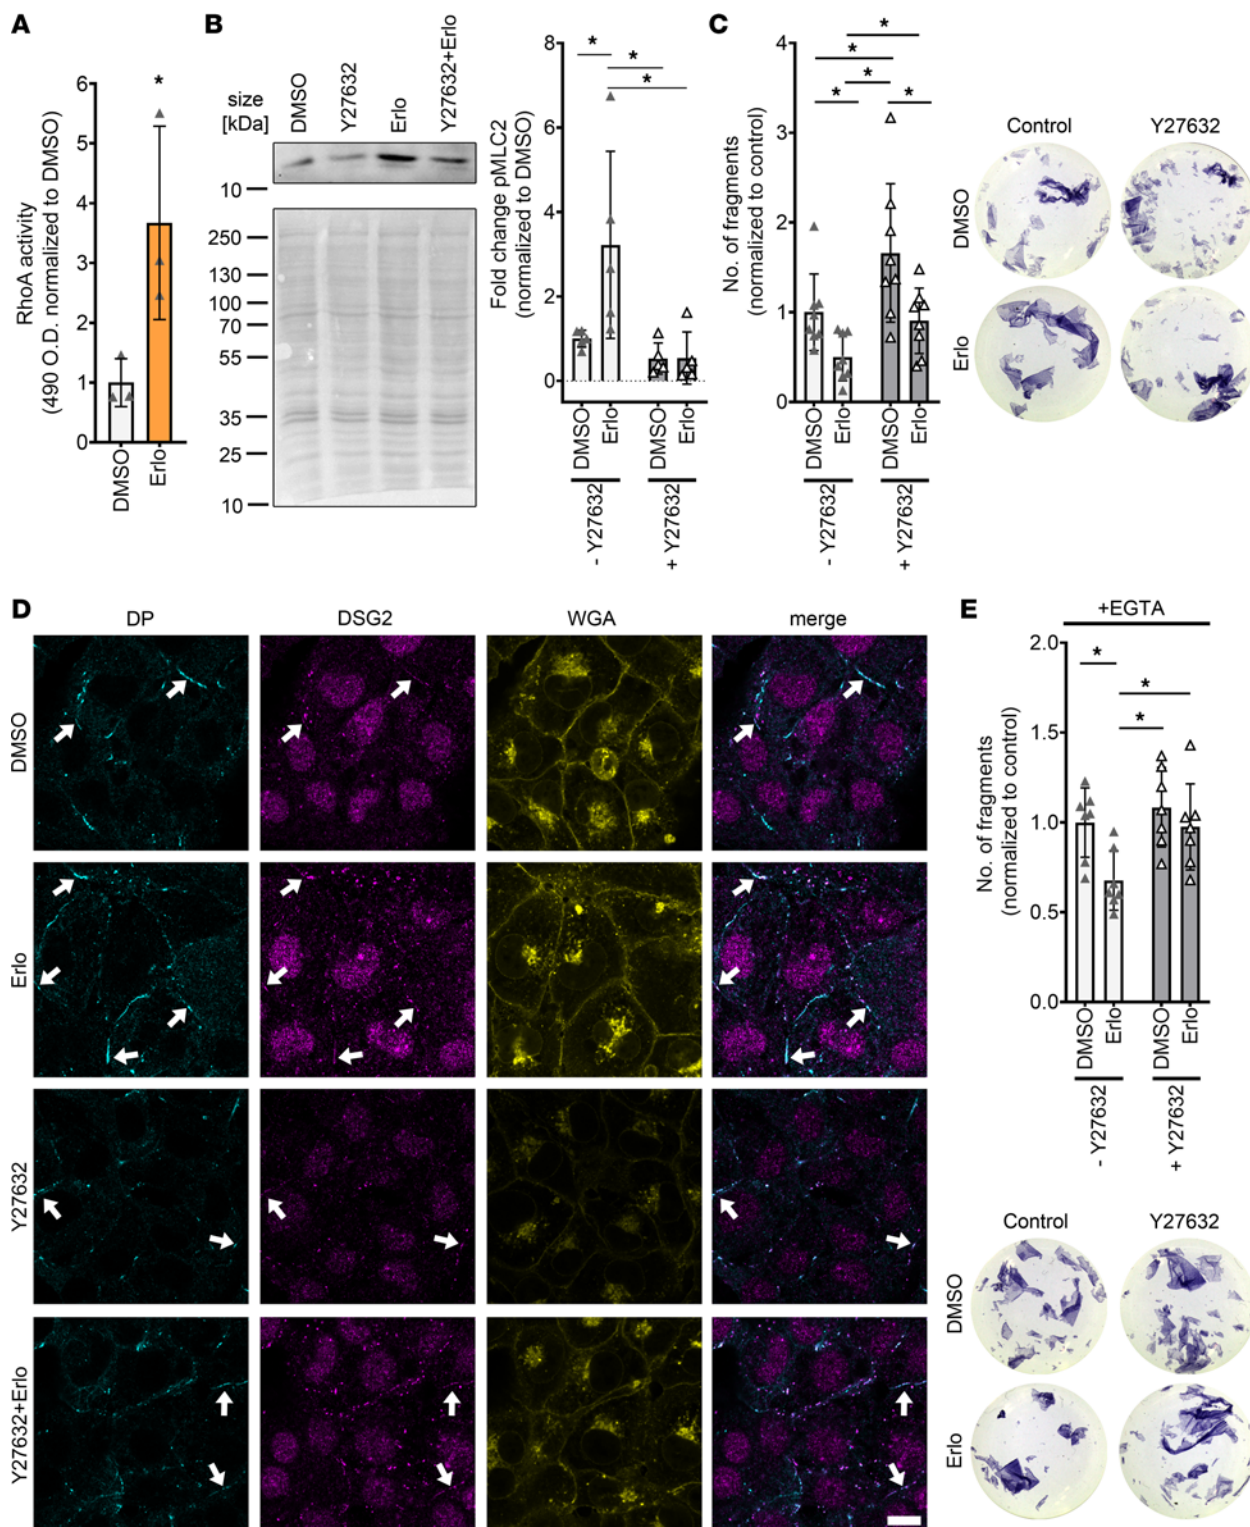 A
RhoA activity
(490 O.D. normalized to DMSO)
6
5
4
3
2
1
0
*
DMSO
Erlo
B
size
[kDa]
DMSO
Y27632
Erlo
Y27632+Erlo
10
250
130
100
70
55
35
25
10
Fold change pMLC2
(normalized to DMSO)
8
6
4
2
0
*
*
*
DMSO
Erlo
DMSO
Erlo
- Y27632
+ Y27632
C
No. of fragments
(normalized to control)
4
3
2
1
0
*
*
*
*
*
DMSO
Erlo
DMSO
Erlo
- Y27632
+ Y27632
Control
Y27632
DMSO
Erlo
D
DP
DSG2
WGA
merge
DMSO
Erlo
Y27632
Y27632+Erlo
E
+EGTA
No. of fragments
(normalized to control)
2.0
1.5
1.0
0.5
0.0
*
*
*
DMSO
Erlo
DMSO
Erlo
- Y27632
+ Y27632
Control
Y27632
DMSO
Erlo